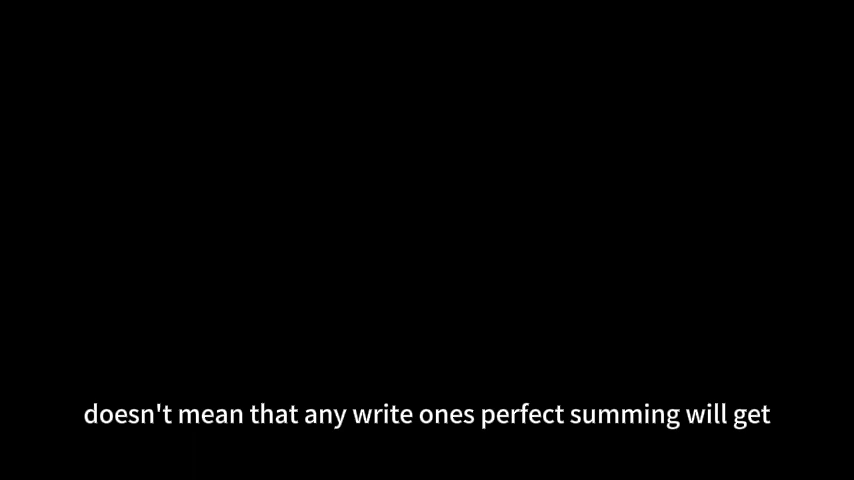 doesn't mean that any write ones perfect summing will get